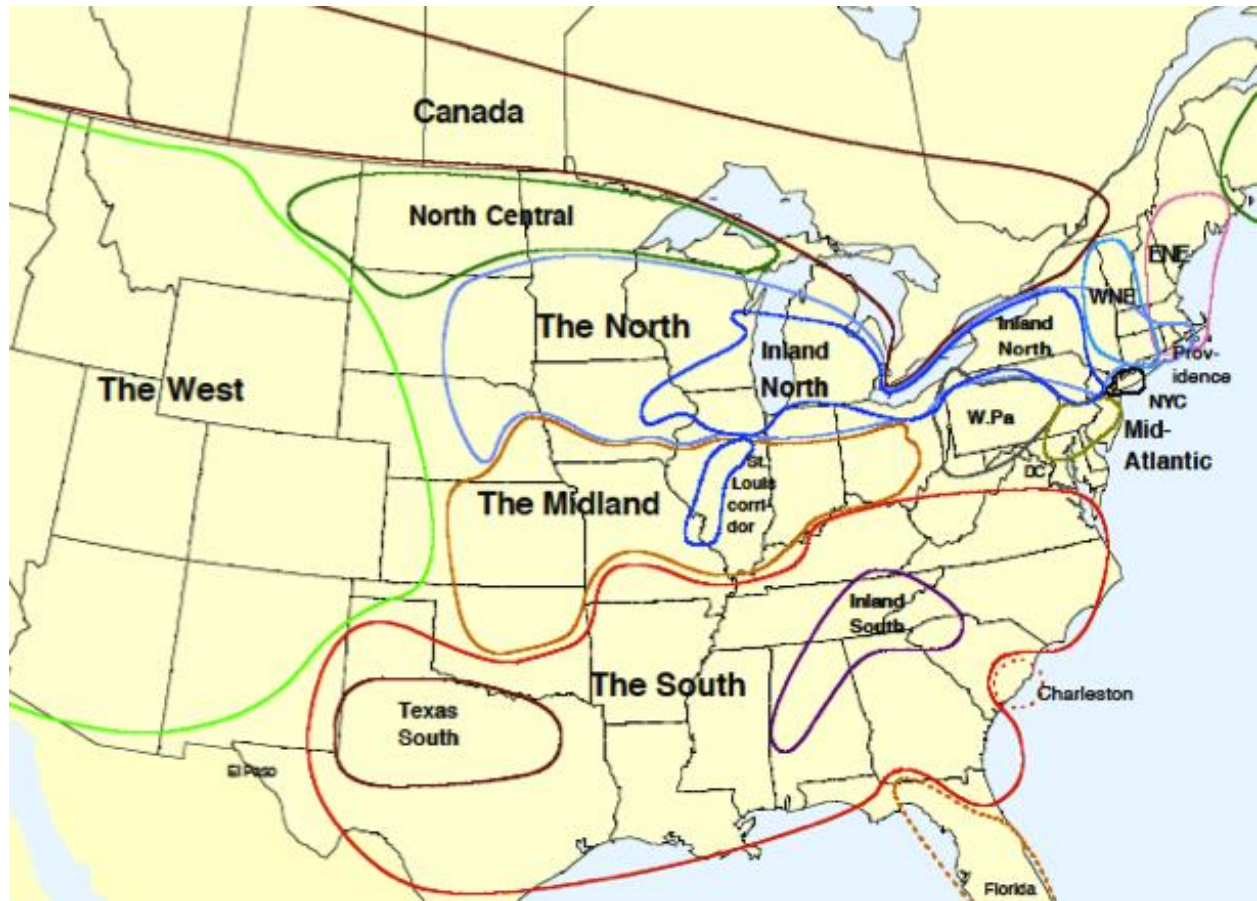 Canada
North Central
ENE
WNE
The North
Inland
North
Inland
North
Prov-
idence
The West
NYC
W.Pa
Mid-
Atlantic
DC
St.
Louis
corri-
dor
The Midland
Inland
South
The South
Charleston
Texas
South
El Paso
Florida